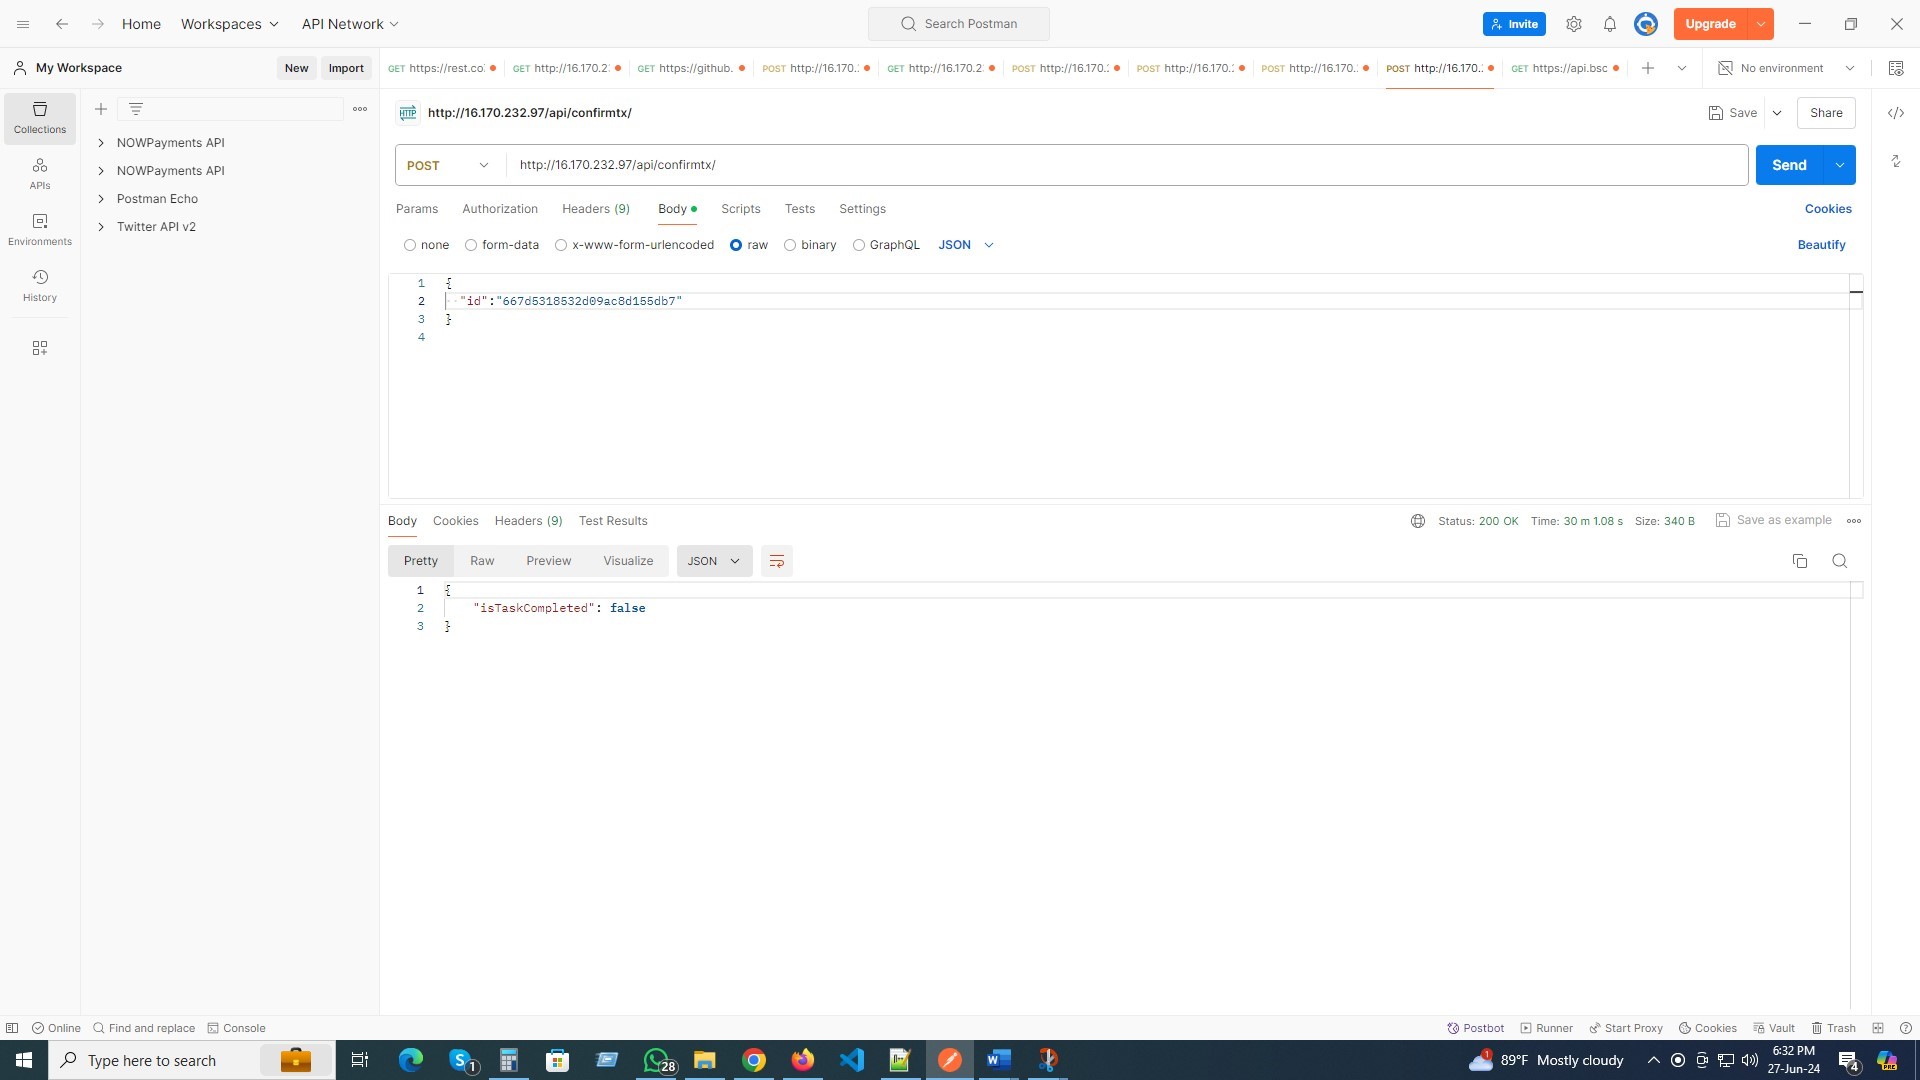 Home Workspaces API Network Search Postman Invite Upgrade
My Workspace New Import GET https://rest.co GET http://16.170.2 GET https://github. POST http://16.170. GET http://16.170.2 POST http://16.170. POST http://16.170. POST http://16.170. POST http://16.170. GET https://api.bsc No environment
Collections
APIs
Environments
History
NOWPayments API
NOWPayments API
Postman Echo
Twitter API v2
HTTP http://16.170.232.97/api/confirmtx/ Save Share
POST http://16.170.232.97/api/confirmtx/ Send
Params Authorization Headers (9) Body Scripts Tests Settings Cookies
none form-data x-www-form-urlencoded raw binary GraphQL JSON Beautify
1 {
2 "id":"667d5318532d09ac8d155db7"
3 }
4
Body Cookies Headers (9) Test Results Status: 200 OK Time: 30 m 1.08 s Size: 340 B Save as example
Pretty Raw Preview Visualize JSON
1 {
2 "isTaskCompleted": false
3 }
Online Find and replace Console Postbot Runner Start Proxy Cookies Vault Trash
Type here to search 1 28 1 89°F Mostly cloudy 6:32 PM 4 PRE
27-Jun-24